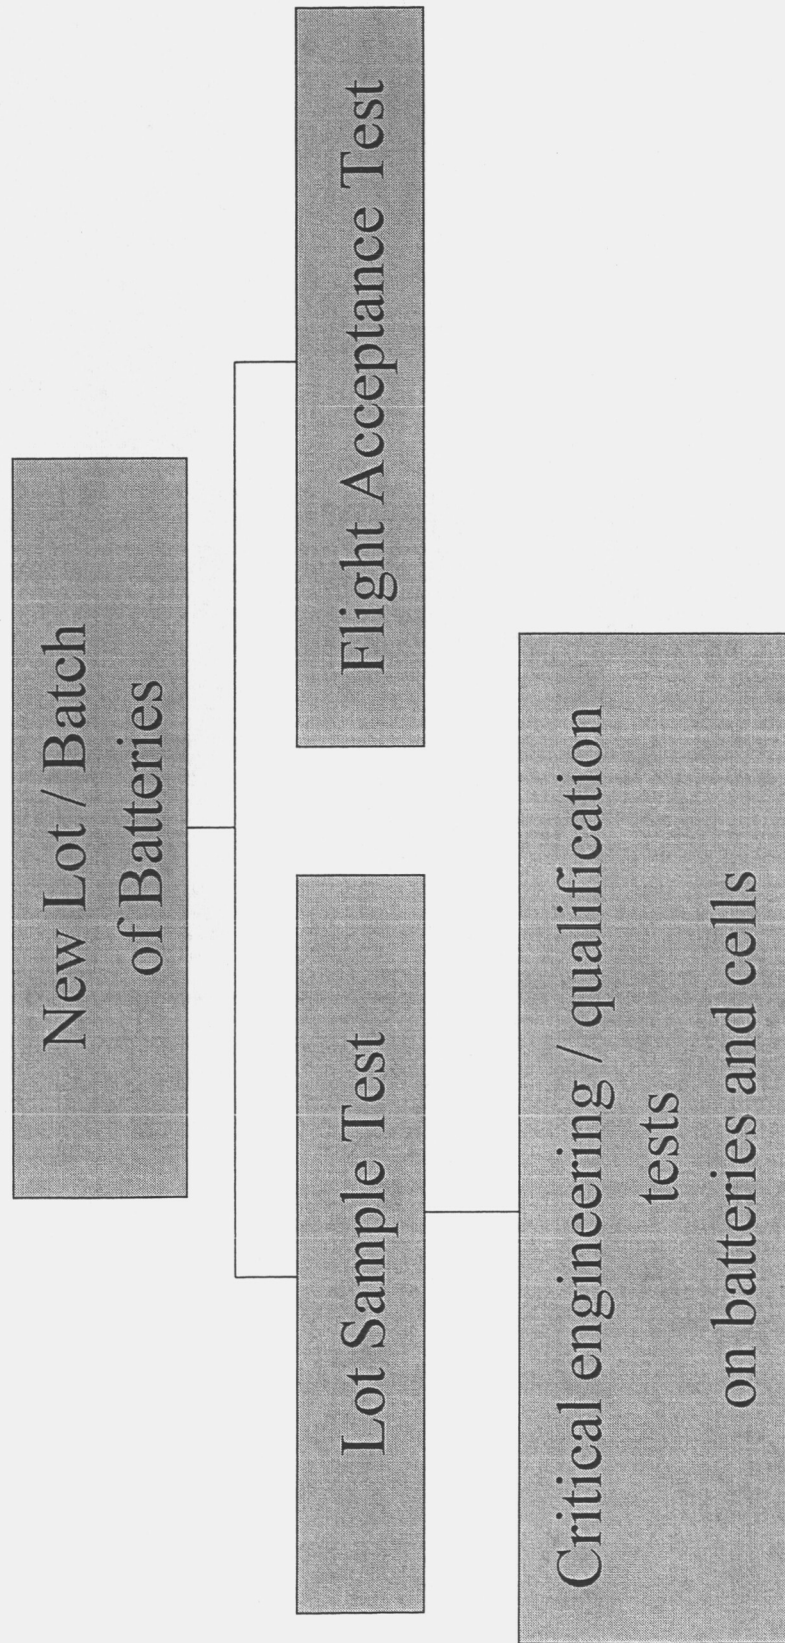 New Lot / Batch
of Batteries
Lot Sample Test
Flight Acceptance Test
Critical engineering / qualification
tests
on batteries and cells